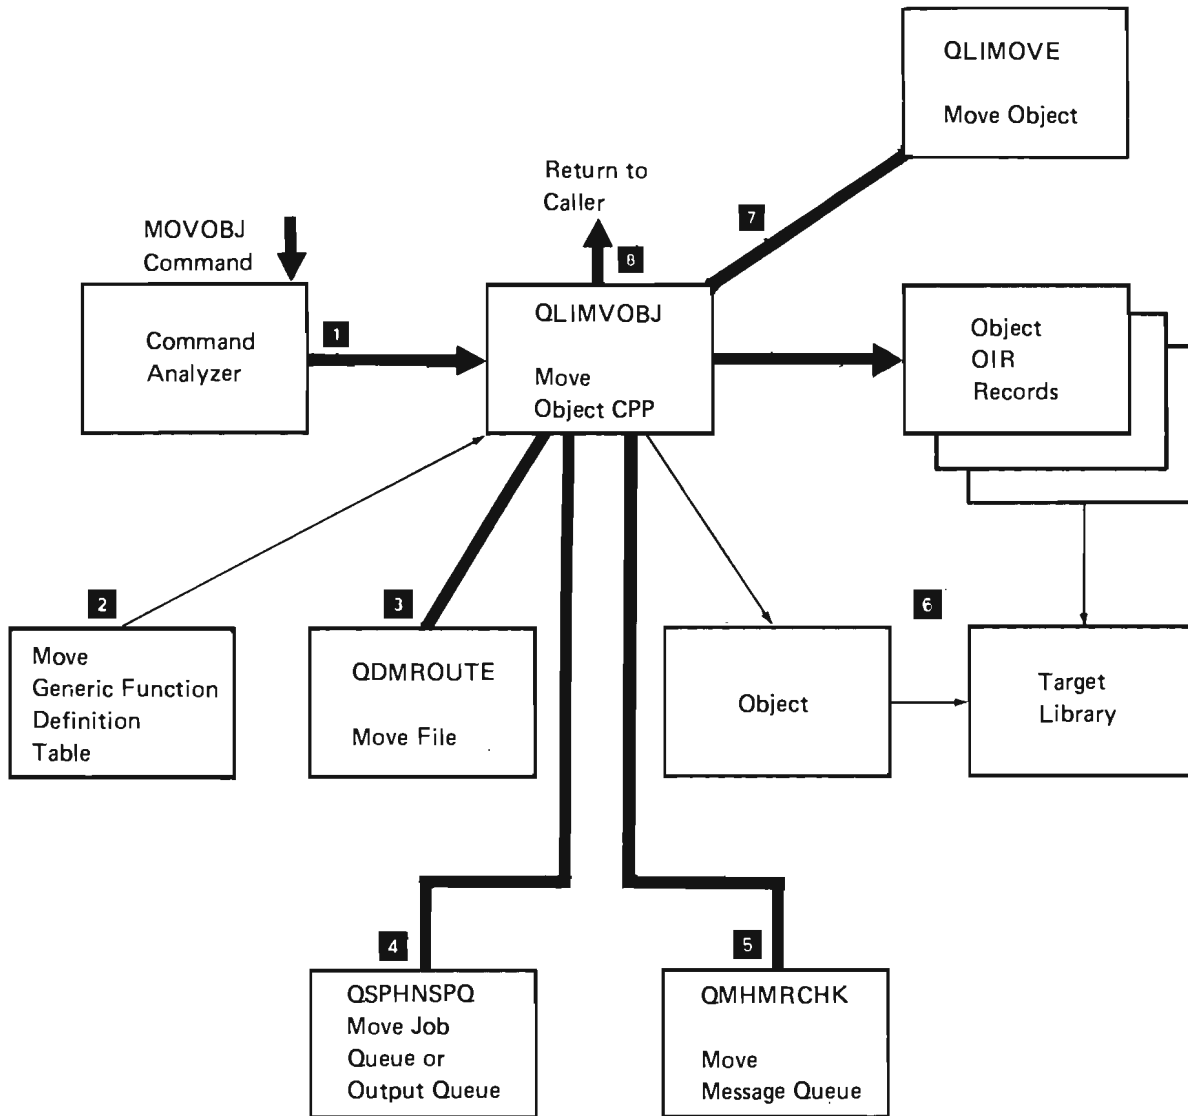 QLIMOVE
Move Object
Return to
Caller
7
MOVOBJ
Command
8
QLIMVOBJ
Move
Object CPP
1
Command
Analyzer
Object
OIR
Records
2
3
6
Move
Generic Function
Definition
Table
QDMROUTE
Move File
Object
Target
Library
4
5
QSPHNSPQ
Move Job
Queue or
Output Queue
QMHMRCHK
Move
Message Queue